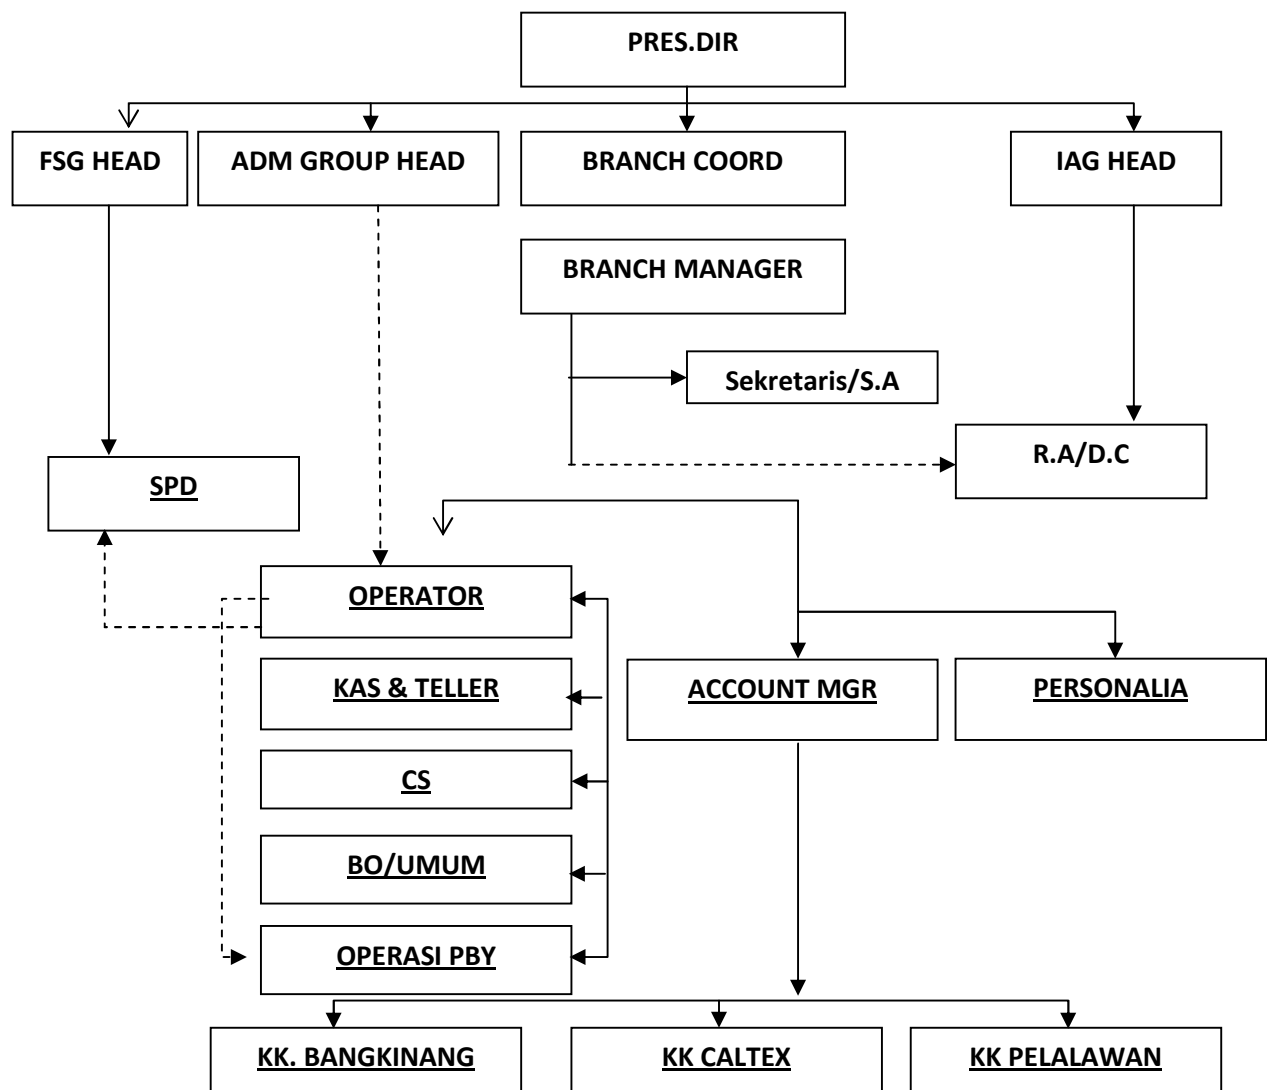 PRES.DIR
FSG HEAD
ADM GROUP HEAD
BRANCH COORD
IAG HEAD
BRANCH MANAGER
Sekretaris/S.A
R.A/D.C
SPD
OPERATOR
KAS & TELLER
ACCOUNT MGR
PERSONALIA
CS
BO/UMUM
OPERASI PBY
KK. BANGKINANG
KK CALTEX
KK PELALAWAN